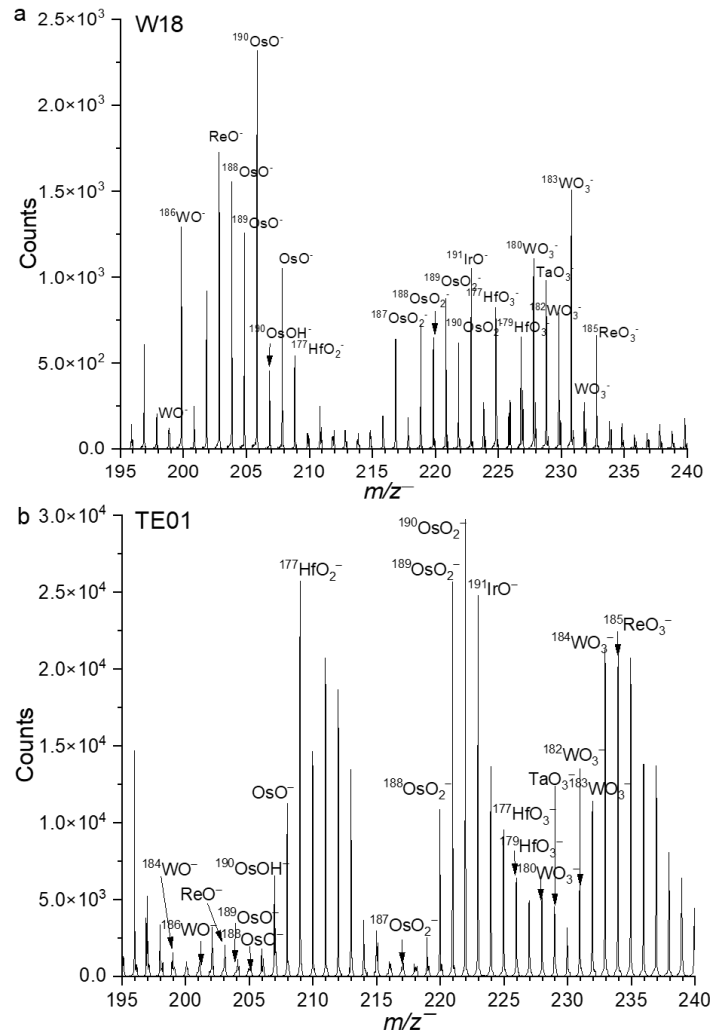 a
W18
2.5×10³
2.0×10³
1.5×10³
1.0×10³
5.0×10²
0.0
Counts
¹⁹⁰OsO⁻
ReO⁻
¹⁸⁸OsO⁻
¹⁸⁶WO⁻
¹⁸⁹OsO⁻
OsO⁻
¹⁹⁰OsOH⁻
¹⁷⁷HfO₂⁻
WO⁻
¹⁸³WO₃⁻
¹⁸⁰WO₃⁻
¹⁹¹IrO⁻
TaO₃⁻
¹⁸⁹OsO₂⁻
¹⁸⁸OsO₂⁻
¹⁷⁷HfO₃⁻
¹⁸²WO₃⁻
¹⁸⁷OsO₂⁻
¹⁹⁰OsO₂⁻
¹⁷⁹HfO₃⁻
¹⁸⁵ReO₃⁻
WO₃⁻
195 200 205 210 215 220 225 230 235 240
m/z⁻
b
TE01
3.0×10⁴
2.5×10⁴
2.0×10⁴
1.5×10⁴
1.0×10⁴
5.0×10³
0.0
Counts
¹⁹⁰OsO₂⁻
¹⁷⁷HfO₂⁻
¹⁸⁹OsO₂⁻
¹⁹¹IrO⁻
¹⁸⁵ReO₃⁻
¹⁸⁴WO₃⁻
¹⁸²WO₃⁻
OsO⁻
¹⁸⁸OsO₂⁻
TaO₃⁻
¹⁸³WO₃⁻
¹⁷⁷HfO₃⁻
¹⁷⁹HfO₃⁻
¹⁸⁴WO⁻
¹⁹⁰OsOH⁻
¹⁸⁰WO₃⁻
ReO⁻
¹⁸⁶WO⁻
¹⁸⁹OsO⁻
¹⁸⁸OsO⁻
¹⁸⁷OsO₂⁻
195 200 205 210 215 220 225 230 235 240
m/z⁻